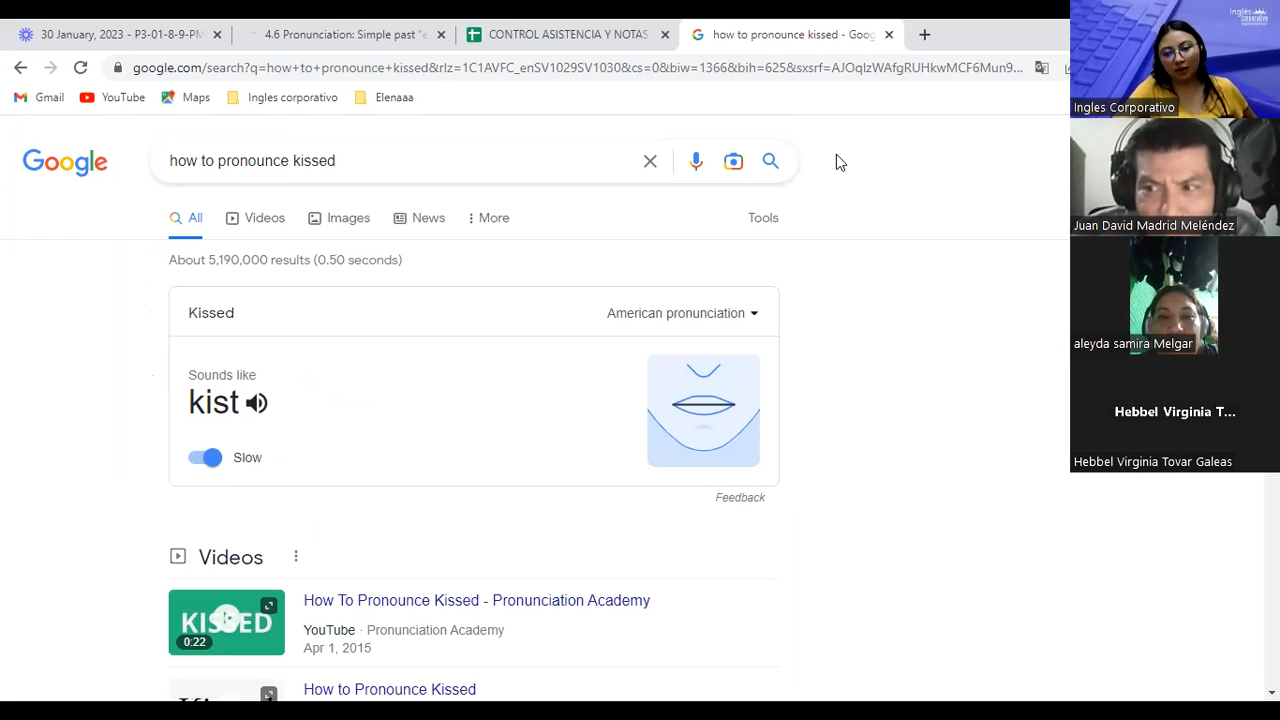 30 January, 2023 - P3-01-8-9-PM
4.6 Pronunciation: Simple past "e
CONTROL ASISTENCIA Y NOTAS
how to pronounce kissed - Goog
google.com/search?q=how+to+pronounce+kissed&rlz=1C1AVFC_enSV1029SV1030&cs=0&biw=1366&bih=625&sxsrf=AJOqlzWAfgRUHkwMCF6Mun9...
Gmail
YouTube
Maps
Ingles corporativo
Elenaaa
Google
how to pronounce kissed
All
Videos
Images
News
More
Tools
About 5,190,000 results (0.50 seconds)
Kissed
American pronunciation
Sounds like
kist
Slow
Feedback
Videos
KISSED
0:22
How To Pronounce Kissed - Pronunciation Academy
YouTube · Pronunciation Academy
Apr 1, 2015
How to Pronounce Kissed
Inglés
Corporativo
Ingles Corporativo
Juan David Madrid Meléndez
aleyda samira Melgar
Hebbel Virginia T...
Hebbel Virginia Tovar Galeas